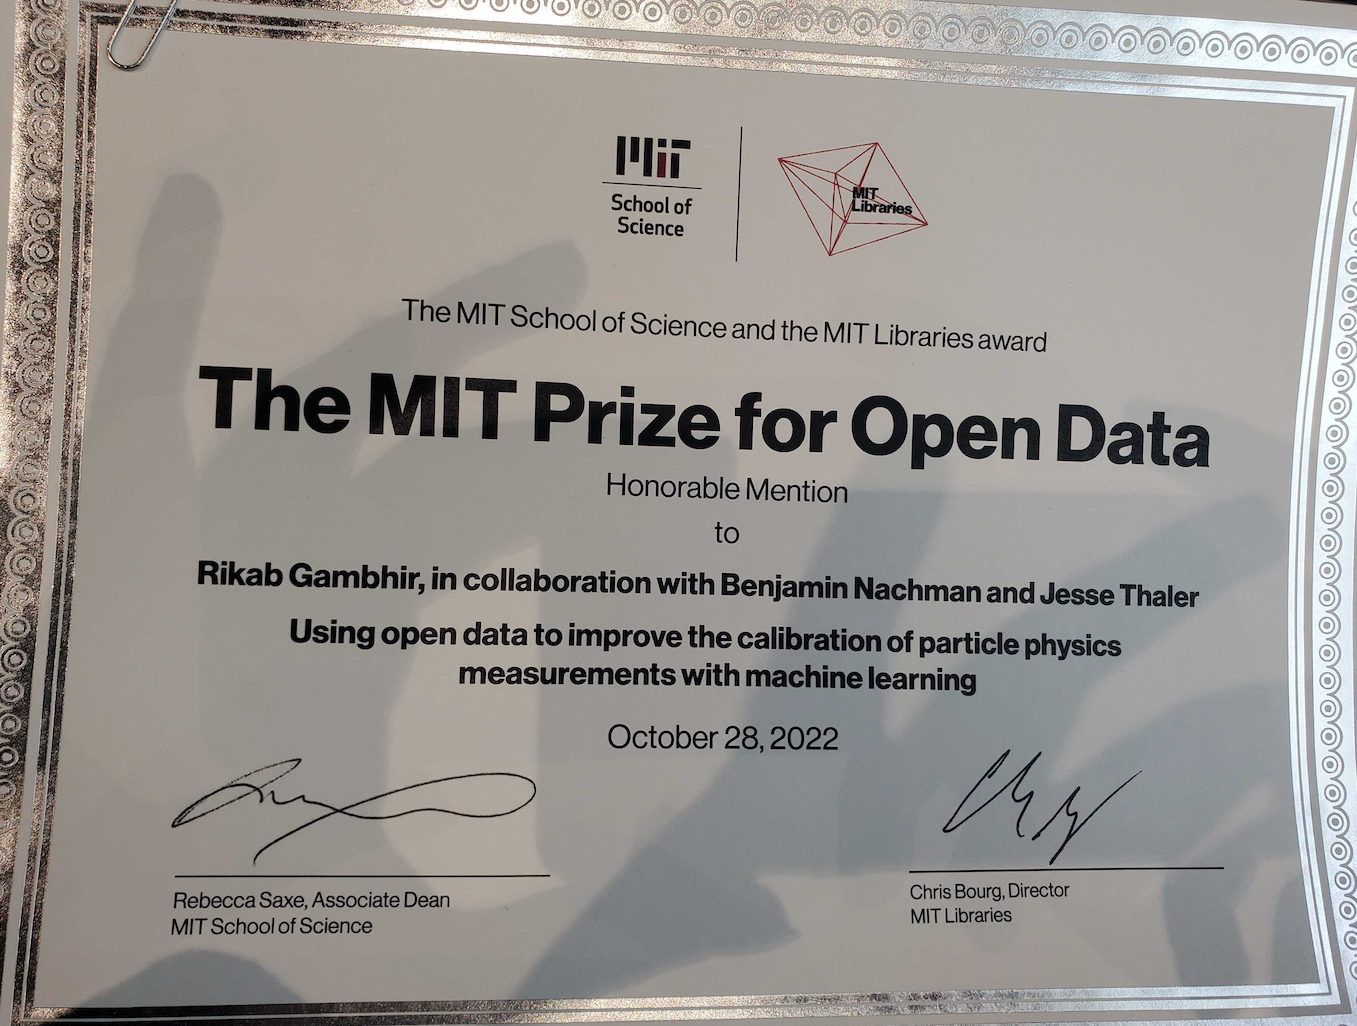 MIT
School of
Science
MIT
Libraries
The MIT School of Science and the MIT Libraries award
The MIT Prize for Open Data
Honorable Mention
to
Rikab Gambhir, in collaboration with Benjamin Nachman and Jesse Thaler
Using open data to improve the calibration of particle physics
measurements with machine learning
October 28, 2022
Rebecca Saxe, Associate Dean
MIT School of Science
Chris Bourg, Director
MIT Libraries